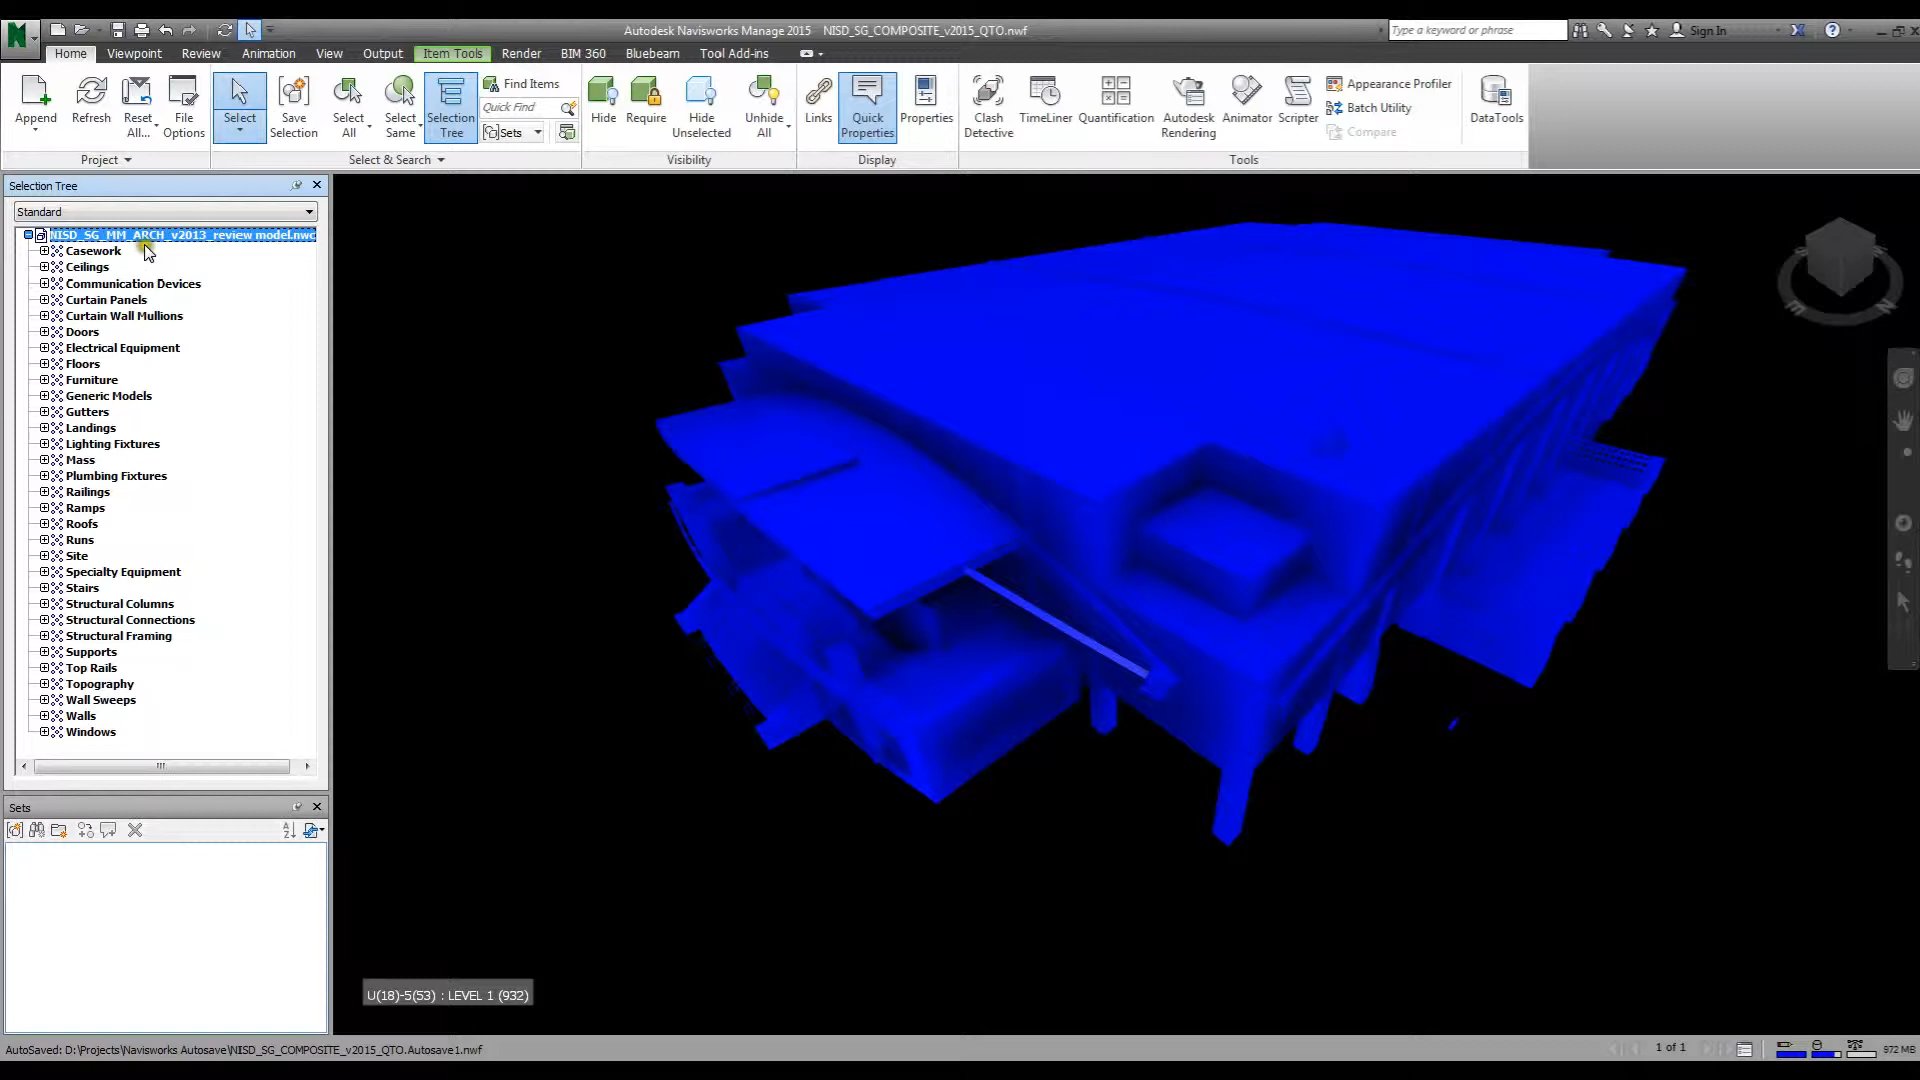 Autodesk Navisworks Manage 2015 NISD_SG_COMPOSITE_v2015_QTO.nwf
Type a keyword or phrase
Sign In
Home Viewpoint Review Animation View Output Item Tools Render BIM 360 Bluebeam Tool Add-ins
Append
Refresh
Reset All...
File Options
Select
Save Selection
Select All
Select Same
Selection Tree
Find Items
Quick Find
Sets
Hide
Require
Hide Unselected
Unhide All
Links
Quick Properties
Properties
Clash Detective
TimeLiner
Quantification
Autodesk Rendering
Animator
Scripter
Appearance Profiler
Batch Utility
Compare
DataTools
Project
Select & Search
Visibility
Display
Tools
Selection Tree
Standard
NISD_SG_MM_ARCH_v2013_review model.nwc
Casework
Ceilings
Communication Devices
Curtain Panels
Curtain Wall Mullions
Doors
Electrical Equipment
Floors
Furniture
Generic Models
Gutters
Landings
Lighting Fixtures
Mass
Plumbing Fixtures
Railings
Ramps
Roofs
Runs
Site
Specialty Equipment
Stairs
Structural Columns
Structural Connections
Structural Framing
Supports
Top Rails
Topography
Wall Sweeps
Walls
Windows
Sets
U(18)-5(53) : LEVEL 1 (932)
AutoSaved: D:\Projects\Navisworks Autosave\NISD_SG_COMPOSITE_v2015_QTO.Autosave1.nwf
1 of 1
972 MB